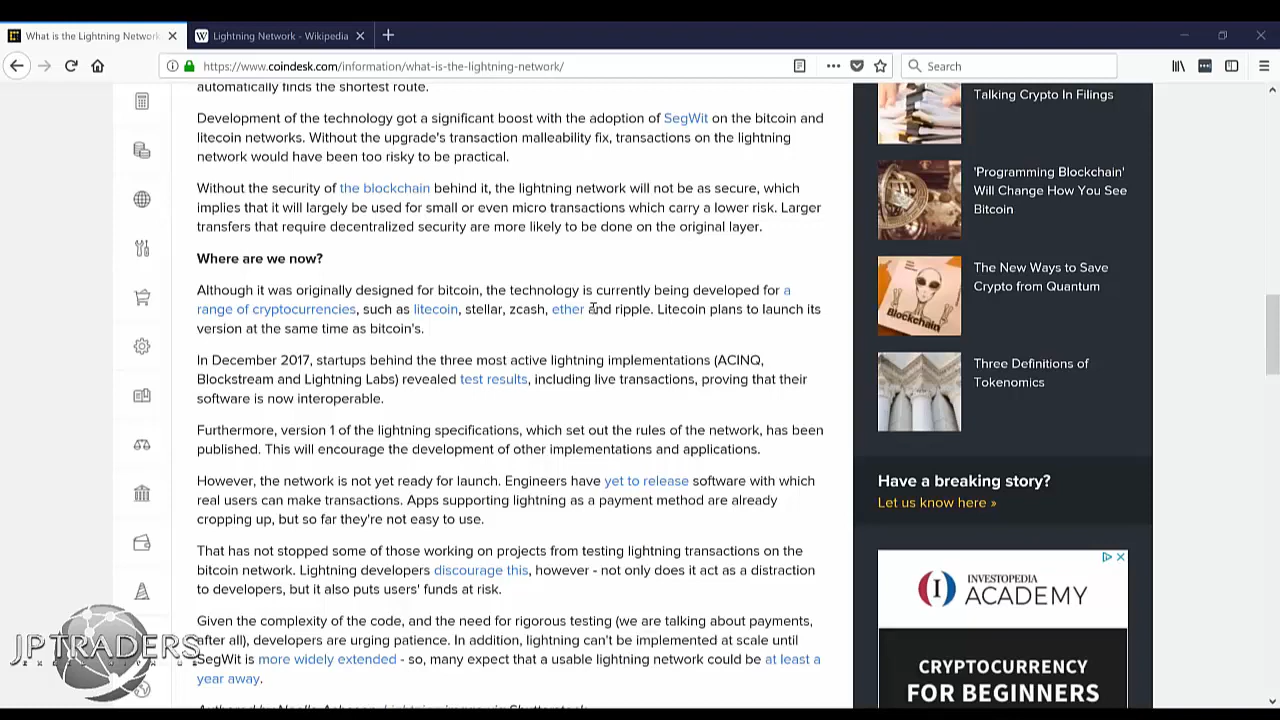 What is the Lightning Network
Lightning Network - Wikipedia
https://www.coindesk.com/information/what-is-the-lightning-network/
Search
automatically finds the shortest route.
Development of the technology got a significant boost with the adoption of SegWit on the bitcoin and
litecoin networks. Without the upgrade's transaction malleability fix, transactions on the lightning
network would have been too risky to be practical.
Without the security of the blockchain behind it, the lightning network will not be as secure, which
implies that it will largely be used for small or even micro transactions which carry a lower risk. Larger
transfers that require decentralized security are more likely to be done on the original layer.
Where are we now?
Although it was originally designed for bitcoin, the technology is currently being developed for a
range of cryptocurrencies, such as litecoin, stellar, zcash, ether and ripple. Litecoin plans to launch its
version at the same time as bitcoin's.
In December 2017, startups behind the three most active lightning implementations (ACINQ,
Blockstream and Lightning Labs) revealed test results, including live transactions, proving that their
software is now interoperable.
Furthermore, version 1 of the lightning specifications, which set out the rules of the network, has been
published. This will encourage the development of other implementations and applications.
However, the network is not yet ready for launch. Engineers have yet to release software with which
real users can make transactions. Apps supporting lightning as a payment method are already
cropping up, but so far they're not easy to use.
That has not stopped some of those working on projects from testing lightning transactions on the
bitcoin network. Lightning developers discourage this, however - not only does it act as a distraction
to developers, but it also puts users' funds at risk.
Given the complexity of the code, and the need for rigorous testing (we are talking about payments,
after all), developers are urging patience. In addition, lightning can't be implemented at scale until
SegWit is more widely extended - so, many expect that a usable lightning network could be at least a
year away.
Talking Crypto In Filings
'Programming Blockchain'
Will Change How You See
Bitcoin
The New Ways to Save
Crypto from Quantum
Blockchain
Three Definitions of
Tokenomics
Have a breaking story?
Let us know here »
INVESTOPEDIA
ACADEMY
CRYPTOCURRENCY
FOR BEGINNERS
JPTRADERS